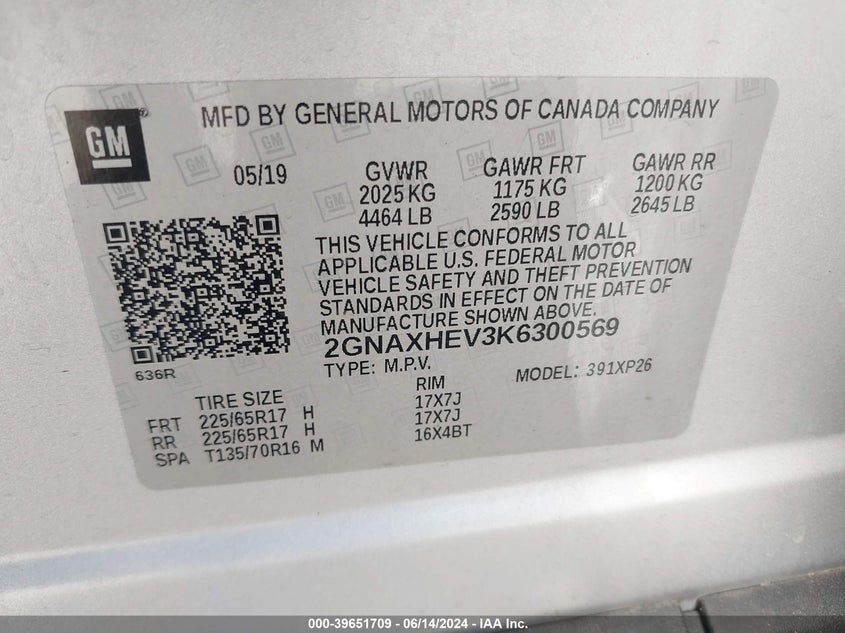 GM ®
MFD BY GENERAL MOTORS OF CANADA COMPANY
05/19 GVWR GAWR FRT GAWR RR
2025 KG 1175 KG 1200 KG
4464 LB 2590 LB 2645 LB
THIS VEHICLE CONFORMS TO ALL
APPLICABLE U.S. FEDERAL MOTOR
VEHICLE SAFETY AND THEFT PREVENTION
STANDARDS IN EFFECT ON THE DATE OF
MANUFACTURE SHOWN ABOVE.
2GNAXHEV3K6300569
636R
TYPE: M.P.V. MODEL: 391XP26
TIRE SIZE RIM
FRT 225/65R17 H 17X7J
RR 225/65R17 H 17X7J
SPA T135/70R16 M 16X4BT
000-39651709 - 06/14/2024 - IAA Inc.